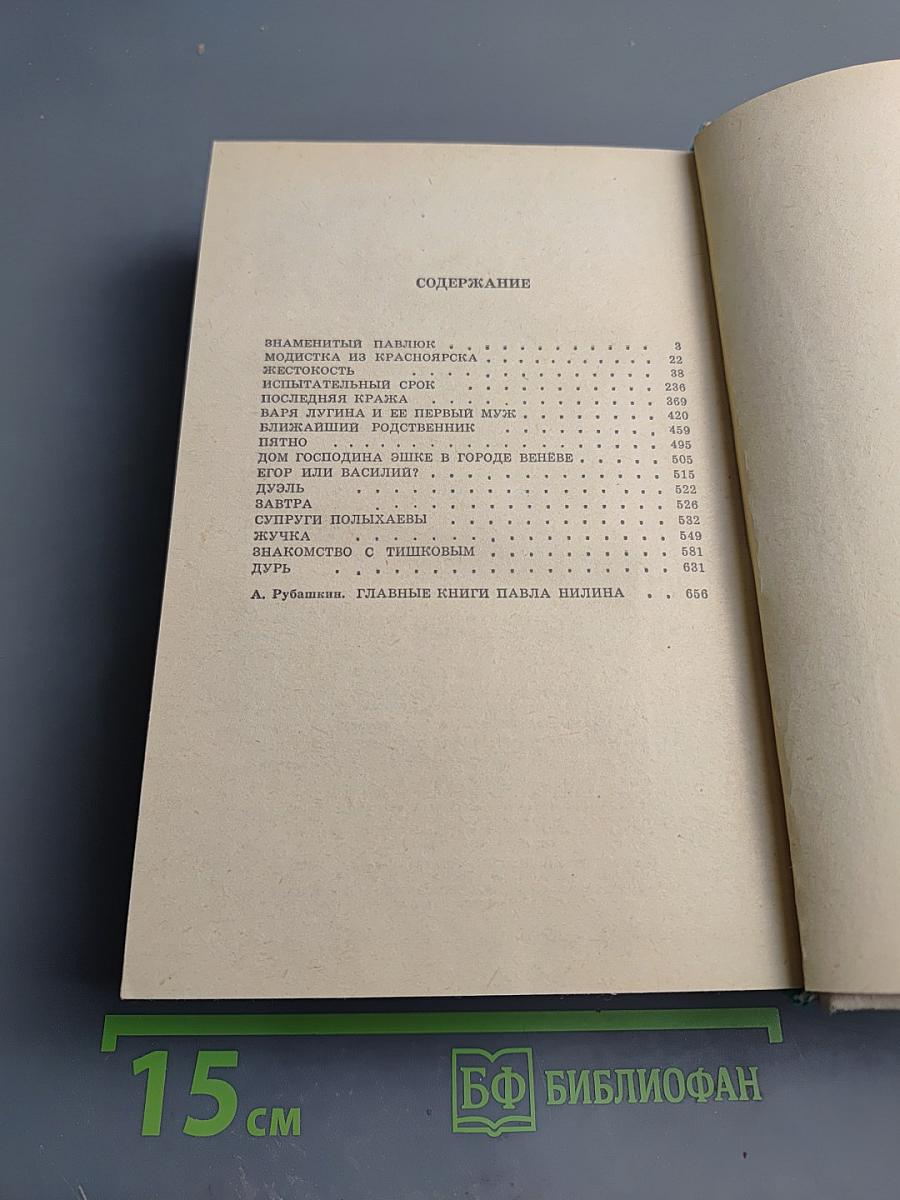 СОДЕРЖАНИЕ
ЗНАМЕНИТЫЙ ПАВЛЮК . . . . . . . . . . . . 3
МОДИСТКА ИЗ КРАСНОЯРСКА . . . . . . . . . . 22
ЖЕСТОКОСТЬ . . . . . . . . . . . . . 38
ИСПЫТАТЕЛЬНЫЙ СРОК . . . . . . . . . . . 236
ПОСЛЕДНЯЯ КРАЖА . . . . . . . . . . . . . 369
ВАРЯ ЛУГИНА И ЕЕ ПЕРВЫЙ МУЖ . . . . . . . . 420
БЛИЖАЙШИЙ РОДСТВЕННИК . . . . . . . . . 459
ПЯТНО . . . . . . . . . . . . . . . . . . 495
ДОМ ГОСПОДИНА ЭШКЕ В ГОРОДЕ ВЕНЁВЕ . . . . . 505
ЕГОР ИЛИ ВАСИЛИЙ? . . . . . . . . . . . . . 515
ДУЭЛЬ . . . . . . . . . . . . . . . . . 522
ЗАВТРА . . . . . . . . . . . . . . . . 526
СУПРУГИ ПОЛЫХАЕВЫ . . . . . . . . . . . . 532
ЖУЧКА . . . . . . . . . . . . . . . . . 549
ЗНАКОМСТВО С ТИШКОВЫМ . . . . . . . . . . 581
ДУРЬ . . . . . . . . . . . . . . . . . . 631
А. Рубашкин. ГЛАВНЫЕ КНИГИ ПАВЛА НИЛИНА . . 656
15 см
БФ БИБЛИОФАН